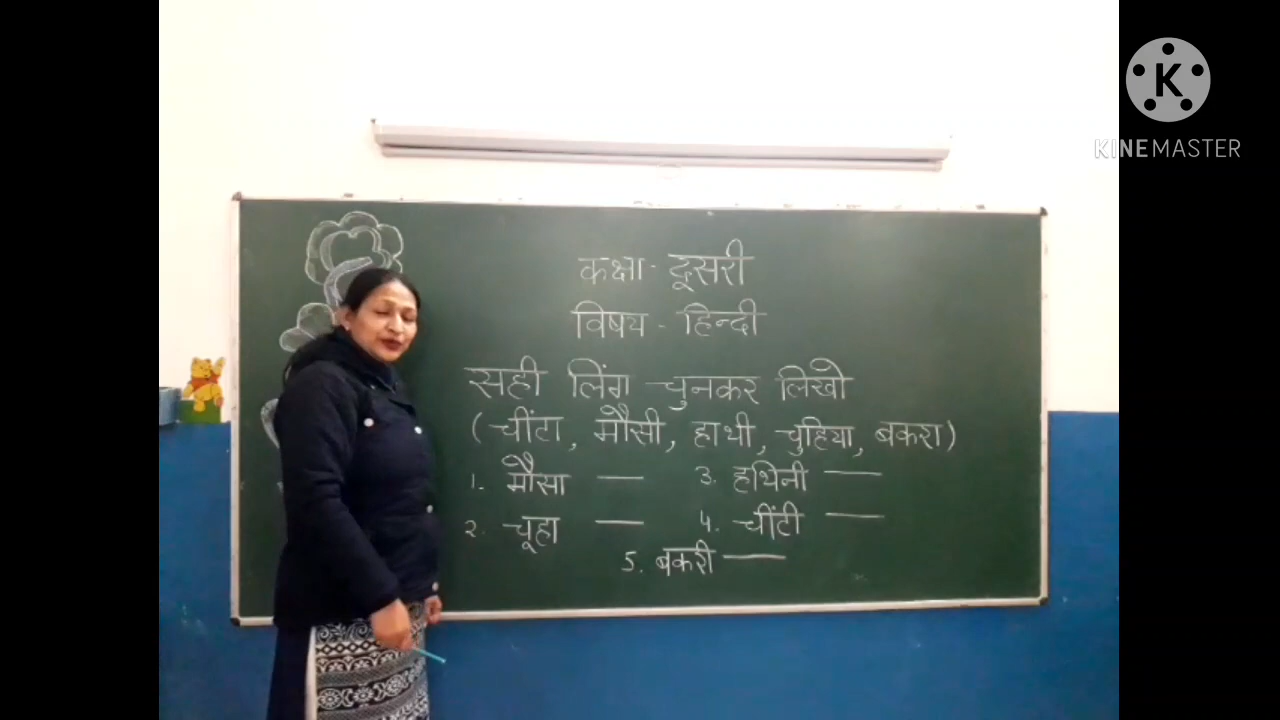 कक्षा - दूसरी
विषय - हिन्दी
सही लिंग चुनकर लिखो
(चींटा, मौसी, हाथी, चुहिया, बकरा)
1. मौसा — 3. हथिनी —
2. चूहा — 4. चींटी —
5. बकरी —
K
KINEMASTER